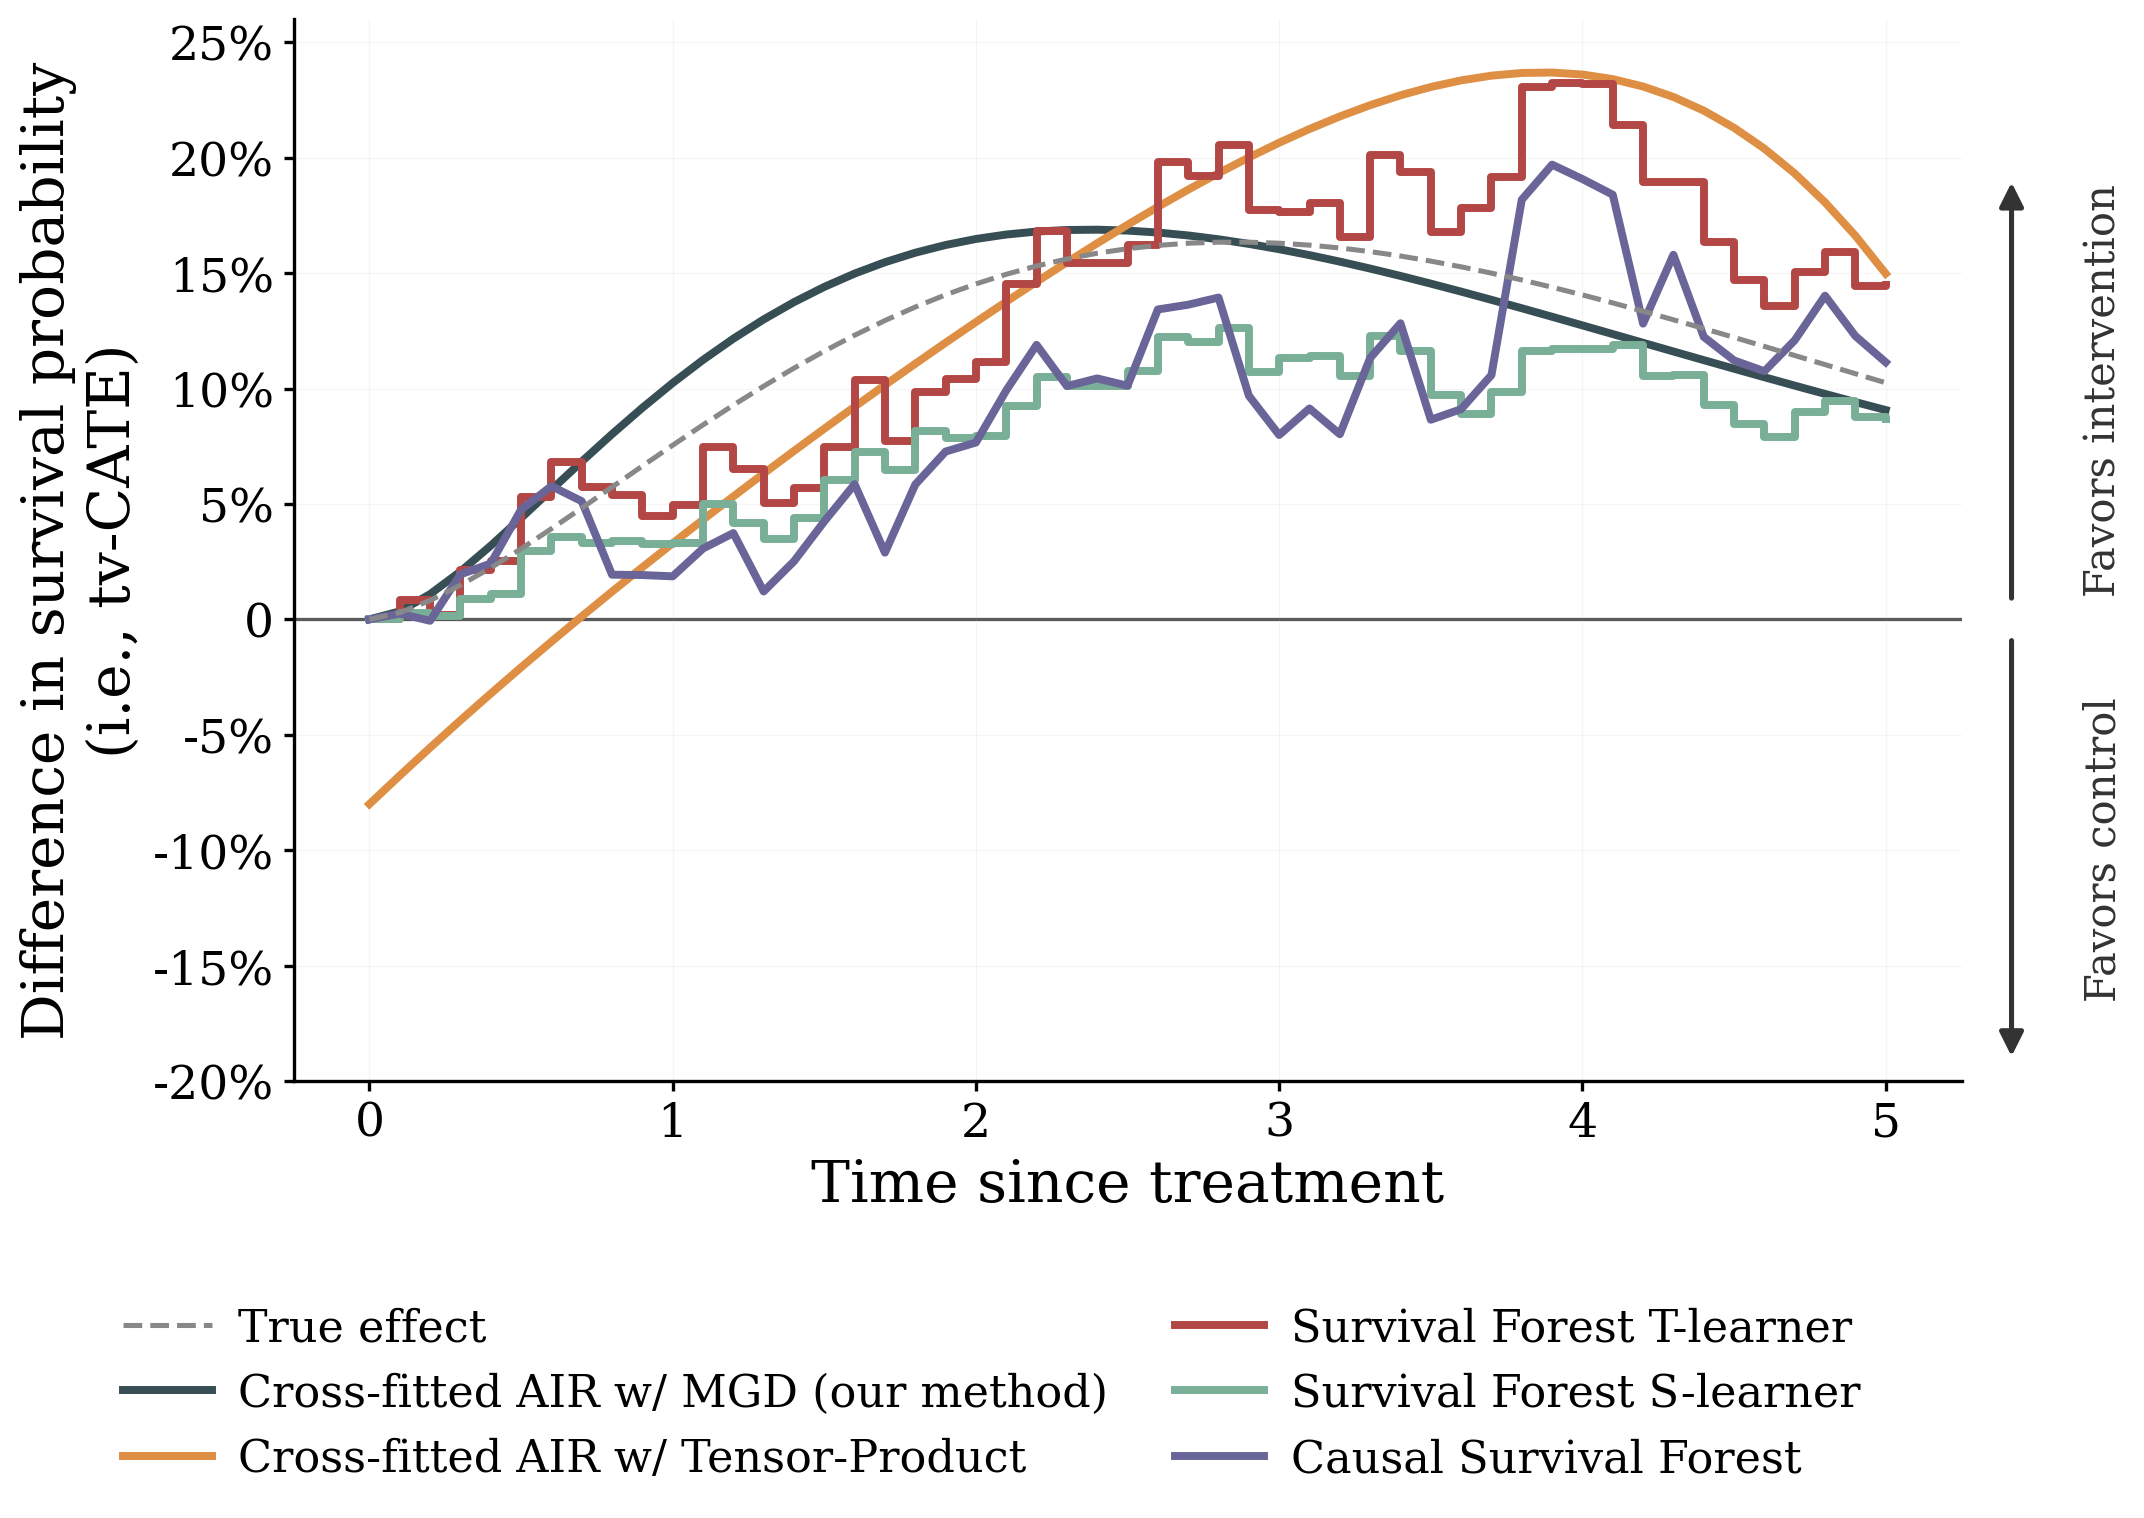 Difference in survival probability
(i.e., tv-CATE)
25%
20%
15%
10%
5%
0
-5%
-10%
-15%
-20%
0 1 2 3 4 5
Time since treatment
Favors intervention
Favors control
True effect
Cross-fitted AIR w/ MGD (our method)
Cross-fitted AIR w/ Tensor-Product
Survival Forest T-learner
Survival Forest S-learner
Causal Survival Forest